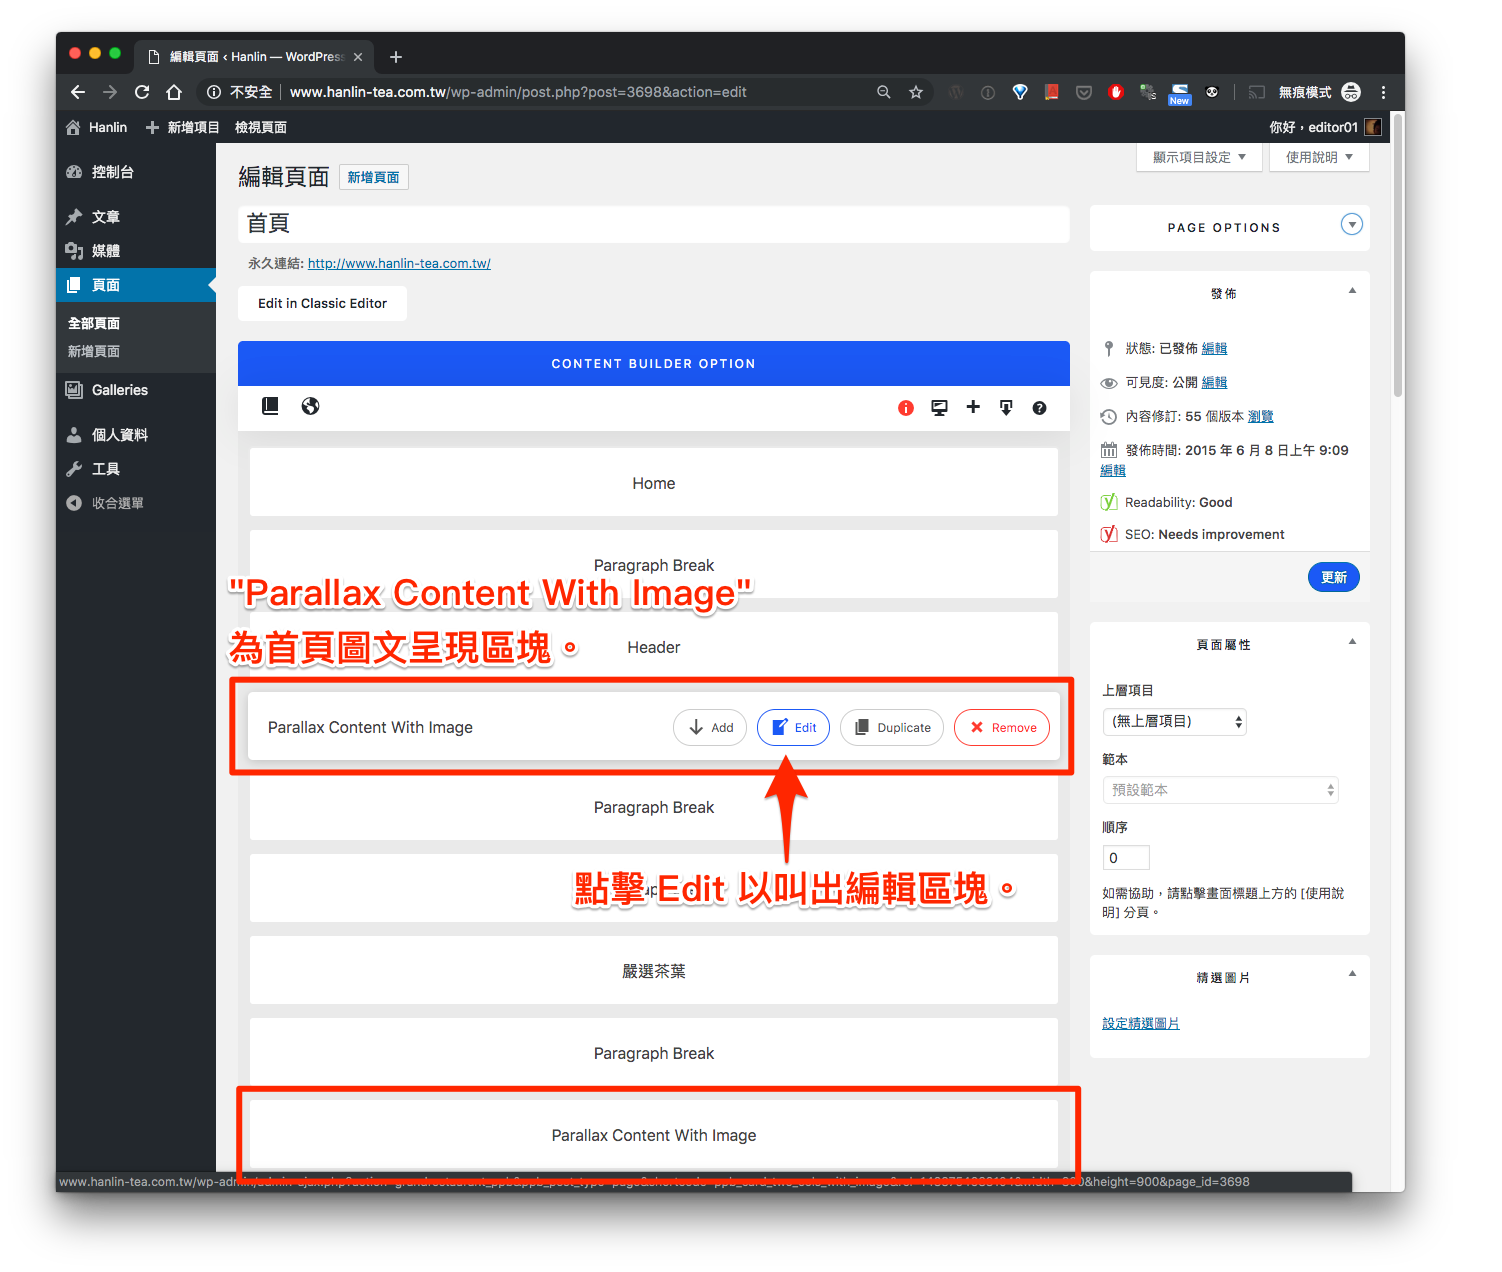 編輯頁面 ‹ Hanlin — WordPress
不安全 www.hanlin-tea.com.tw/wp-admin/post.php?post=3698&action=edit
New
無痕模式
Hanlin 新增項目 檢視頁面
你好，editor01
控制台
文章
媒體
頁面
全部頁面
新增頁面
Galleries
個人資料
工具
收合選單
顯示項目設定
使用說明
編輯頁面 新增頁面
首頁
永久連結: http://www.hanlin-tea.com.tw/
Edit in Classic Editor
CONTENT BUILDER OPTION
Home
Paragraph Break
"Parallax Content With Image"
為首頁圖文呈現區塊。
Header
Parallax Content With Image
Add
Edit
Duplicate
Remove
Paragraph Break
點擊 Edit 以叫出編輯區塊。
嚴選茶葉
Paragraph Break
Parallax Content With Image
PAGE OPTIONS
發佈
狀態: 已發佈 編輯
可見度: 公開 編輯
內容修訂: 55 個版本 瀏覽
發佈時間: 2015 年 6 月 8 日上午 9:09
編輯
Readability: Good
SEO: Needs improvement
更新
頁面屬性
上層項目
(無上層項目)
範本
預設範本
順序
0
如需協助，請點擊畫面標題上方的 [使用說
明] 分頁。
精選圖片
設定精選圖片
&height=900&page_id=3698